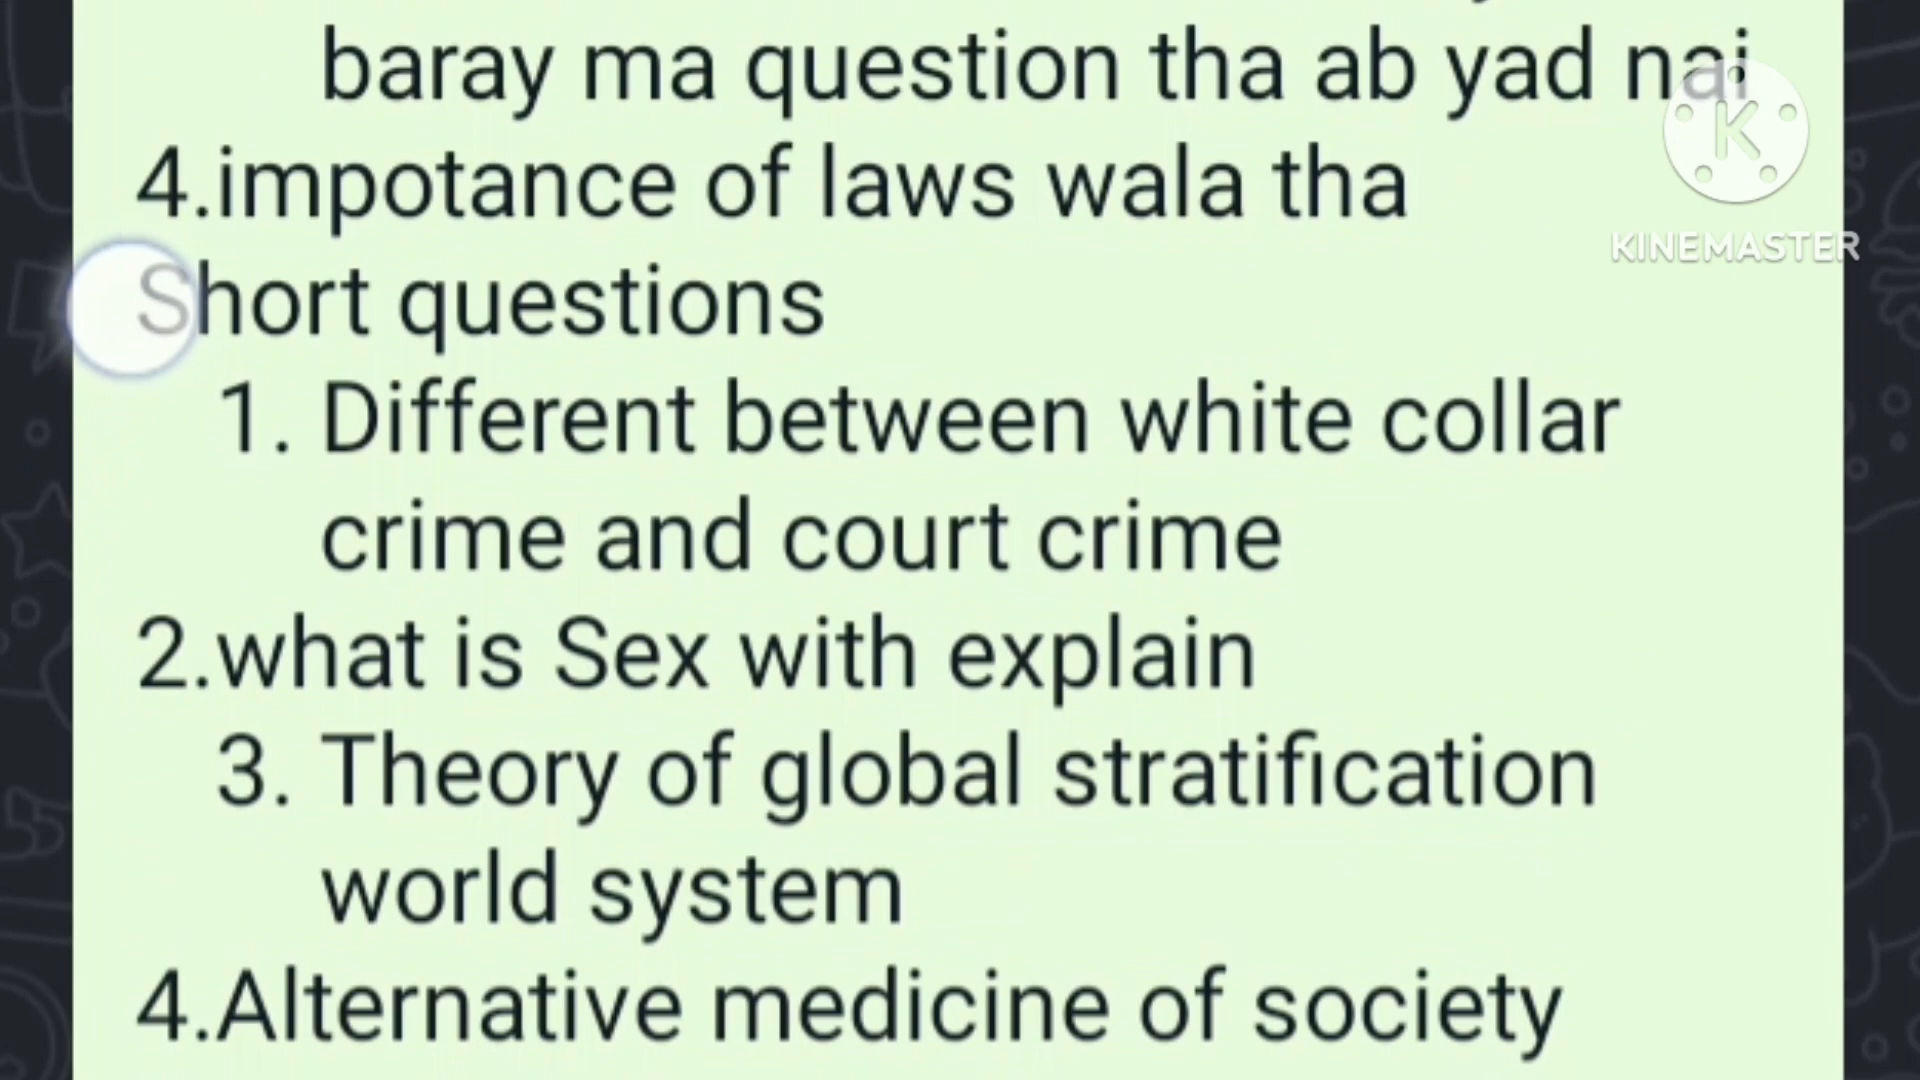 baray ma question tha ab yad nai
4.impotance of laws wala tha
Short questions
1. Different between white collar
crime and court crime
2.what is Sex with explain
3. Theory of global stratification
world system
4.Alternative medicine of society
K
KINEMASTER